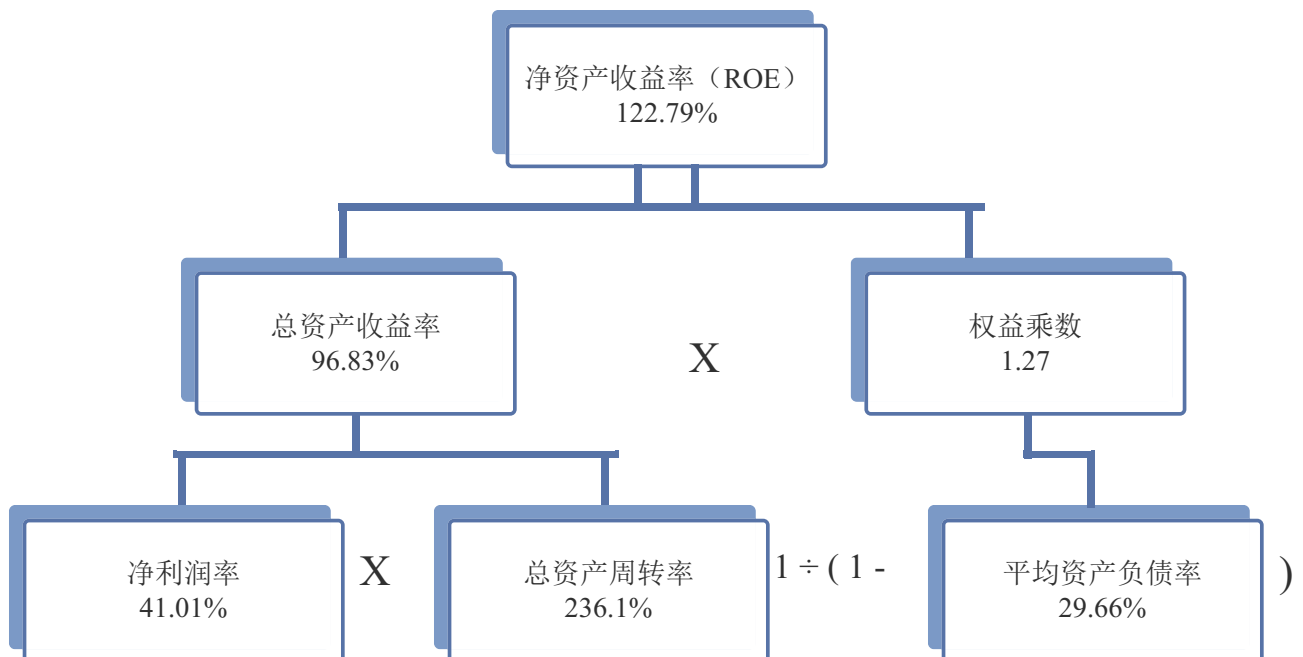 净资产收益率（ROE）
122.79%
总资产收益率
96.83%
X
权益乘数
1.27
净利润率
41.01%
X
总资产周转率
236.1%
1 ÷ ( 1 -
平均资产负债率
29.66%
)